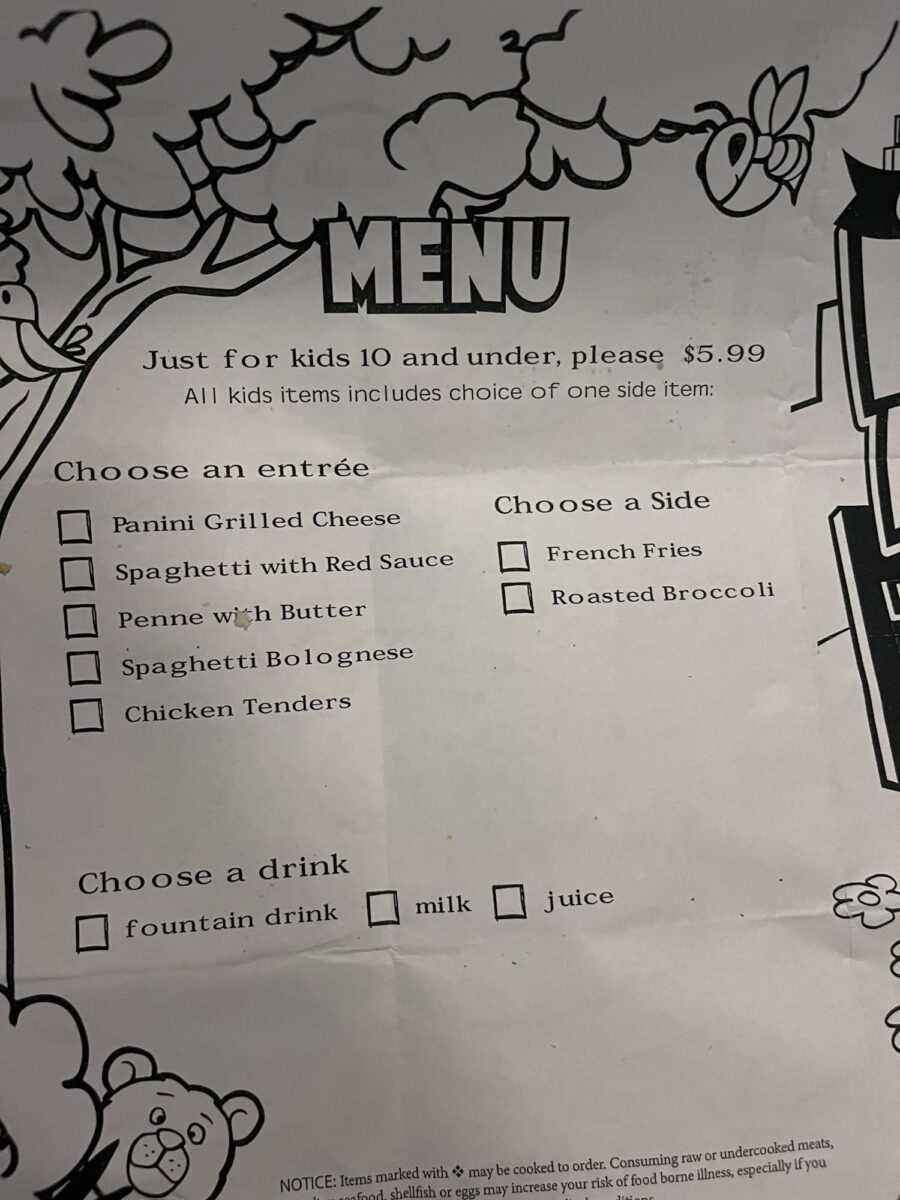 MENU
Just for kids 10 and under, please $5.99
All kids items includes choice of one side item:
Choose an entrée
Panini Grilled Cheese
Spaghetti with Red Sauce
Penne with Butter
Spaghetti Bolognese
Chicken Tenders
Choose a Side
French Fries
Roasted Broccoli
Choose a drink
fountain drink milk juice
NOTICE: Items marked with ❖ may be cooked to order. Consuming raw or undercooked meats,
seafood, shellfish or eggs may increase your risk of food borne illness, especially if you